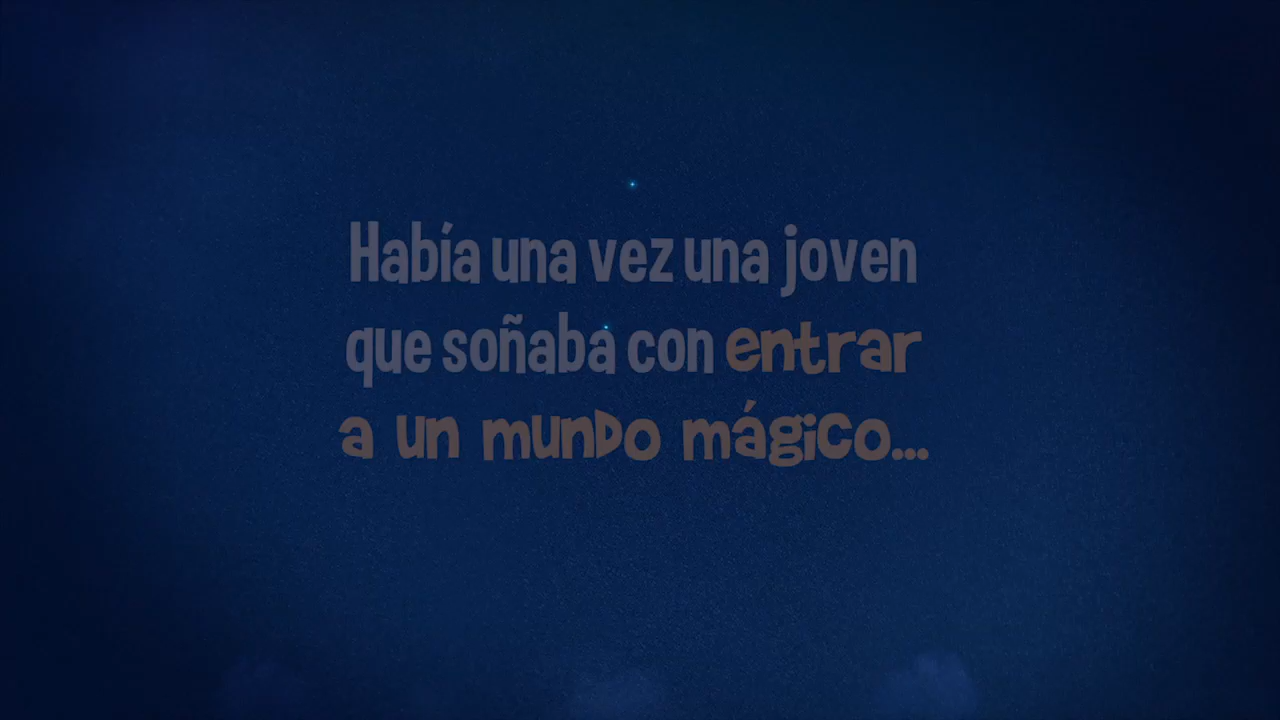 Había una vez una joven
que soñaba con entrar
a un mundo mágico...